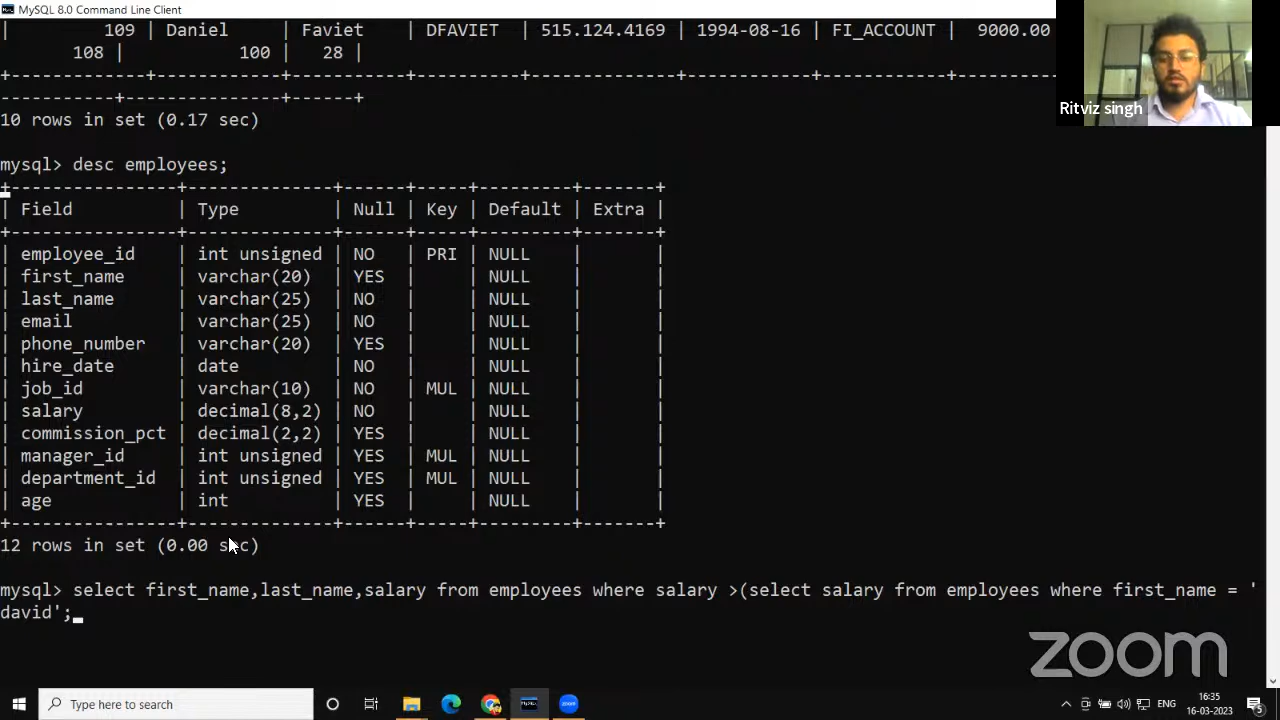 MySQL 8.0 Command Line Client
| 109 | Daniel | Faviet | DFAVIET | 515.124.4169 | 1994-08-16 | FI_ACCOUNT | 9000.00
108 | 100 | 28 |
+---------------+------------+-----------+-----------+----------------+------------+------------+----------
-----------+---------------+------+
10 rows in set (0.17 sec)
mysql> desc employees;
+----------------+--------------+------+-----+---------+-------+
| Field | Type | Null | Key | Default | Extra |
+----------------+--------------+------+-----+---------+-------+
| employee_id | int unsigned | NO | PRI | NULL | |
| first_name | varchar(20) | YES | | NULL | |
| last_name | varchar(25) | NO | | NULL | |
| email | varchar(25) | NO | | NULL | |
| phone_number | varchar(20) | YES | | NULL | |
| hire_date | date | NO | | NULL | |
| job_id | varchar(10) | NO | MUL | NULL | |
| salary | decimal(8,2) | NO | | NULL | |
| commission_pct | decimal(2,2) | YES | | NULL | |
| manager_id | int unsigned | YES | MUL | NULL | |
| department_id | int unsigned | YES | MUL | NULL | |
| age | int | YES | | NULL | |
+----------------+--------------+------+-----+---------+-------+
12 rows in set (0.00 sec)
mysql> select first_name,last_name,salary from employees where salary >(select salary from employees where first_name = '
david';
Ritviz singh
zoom
Type here to search
zoom
ENG
16:35
16-03-2023
5